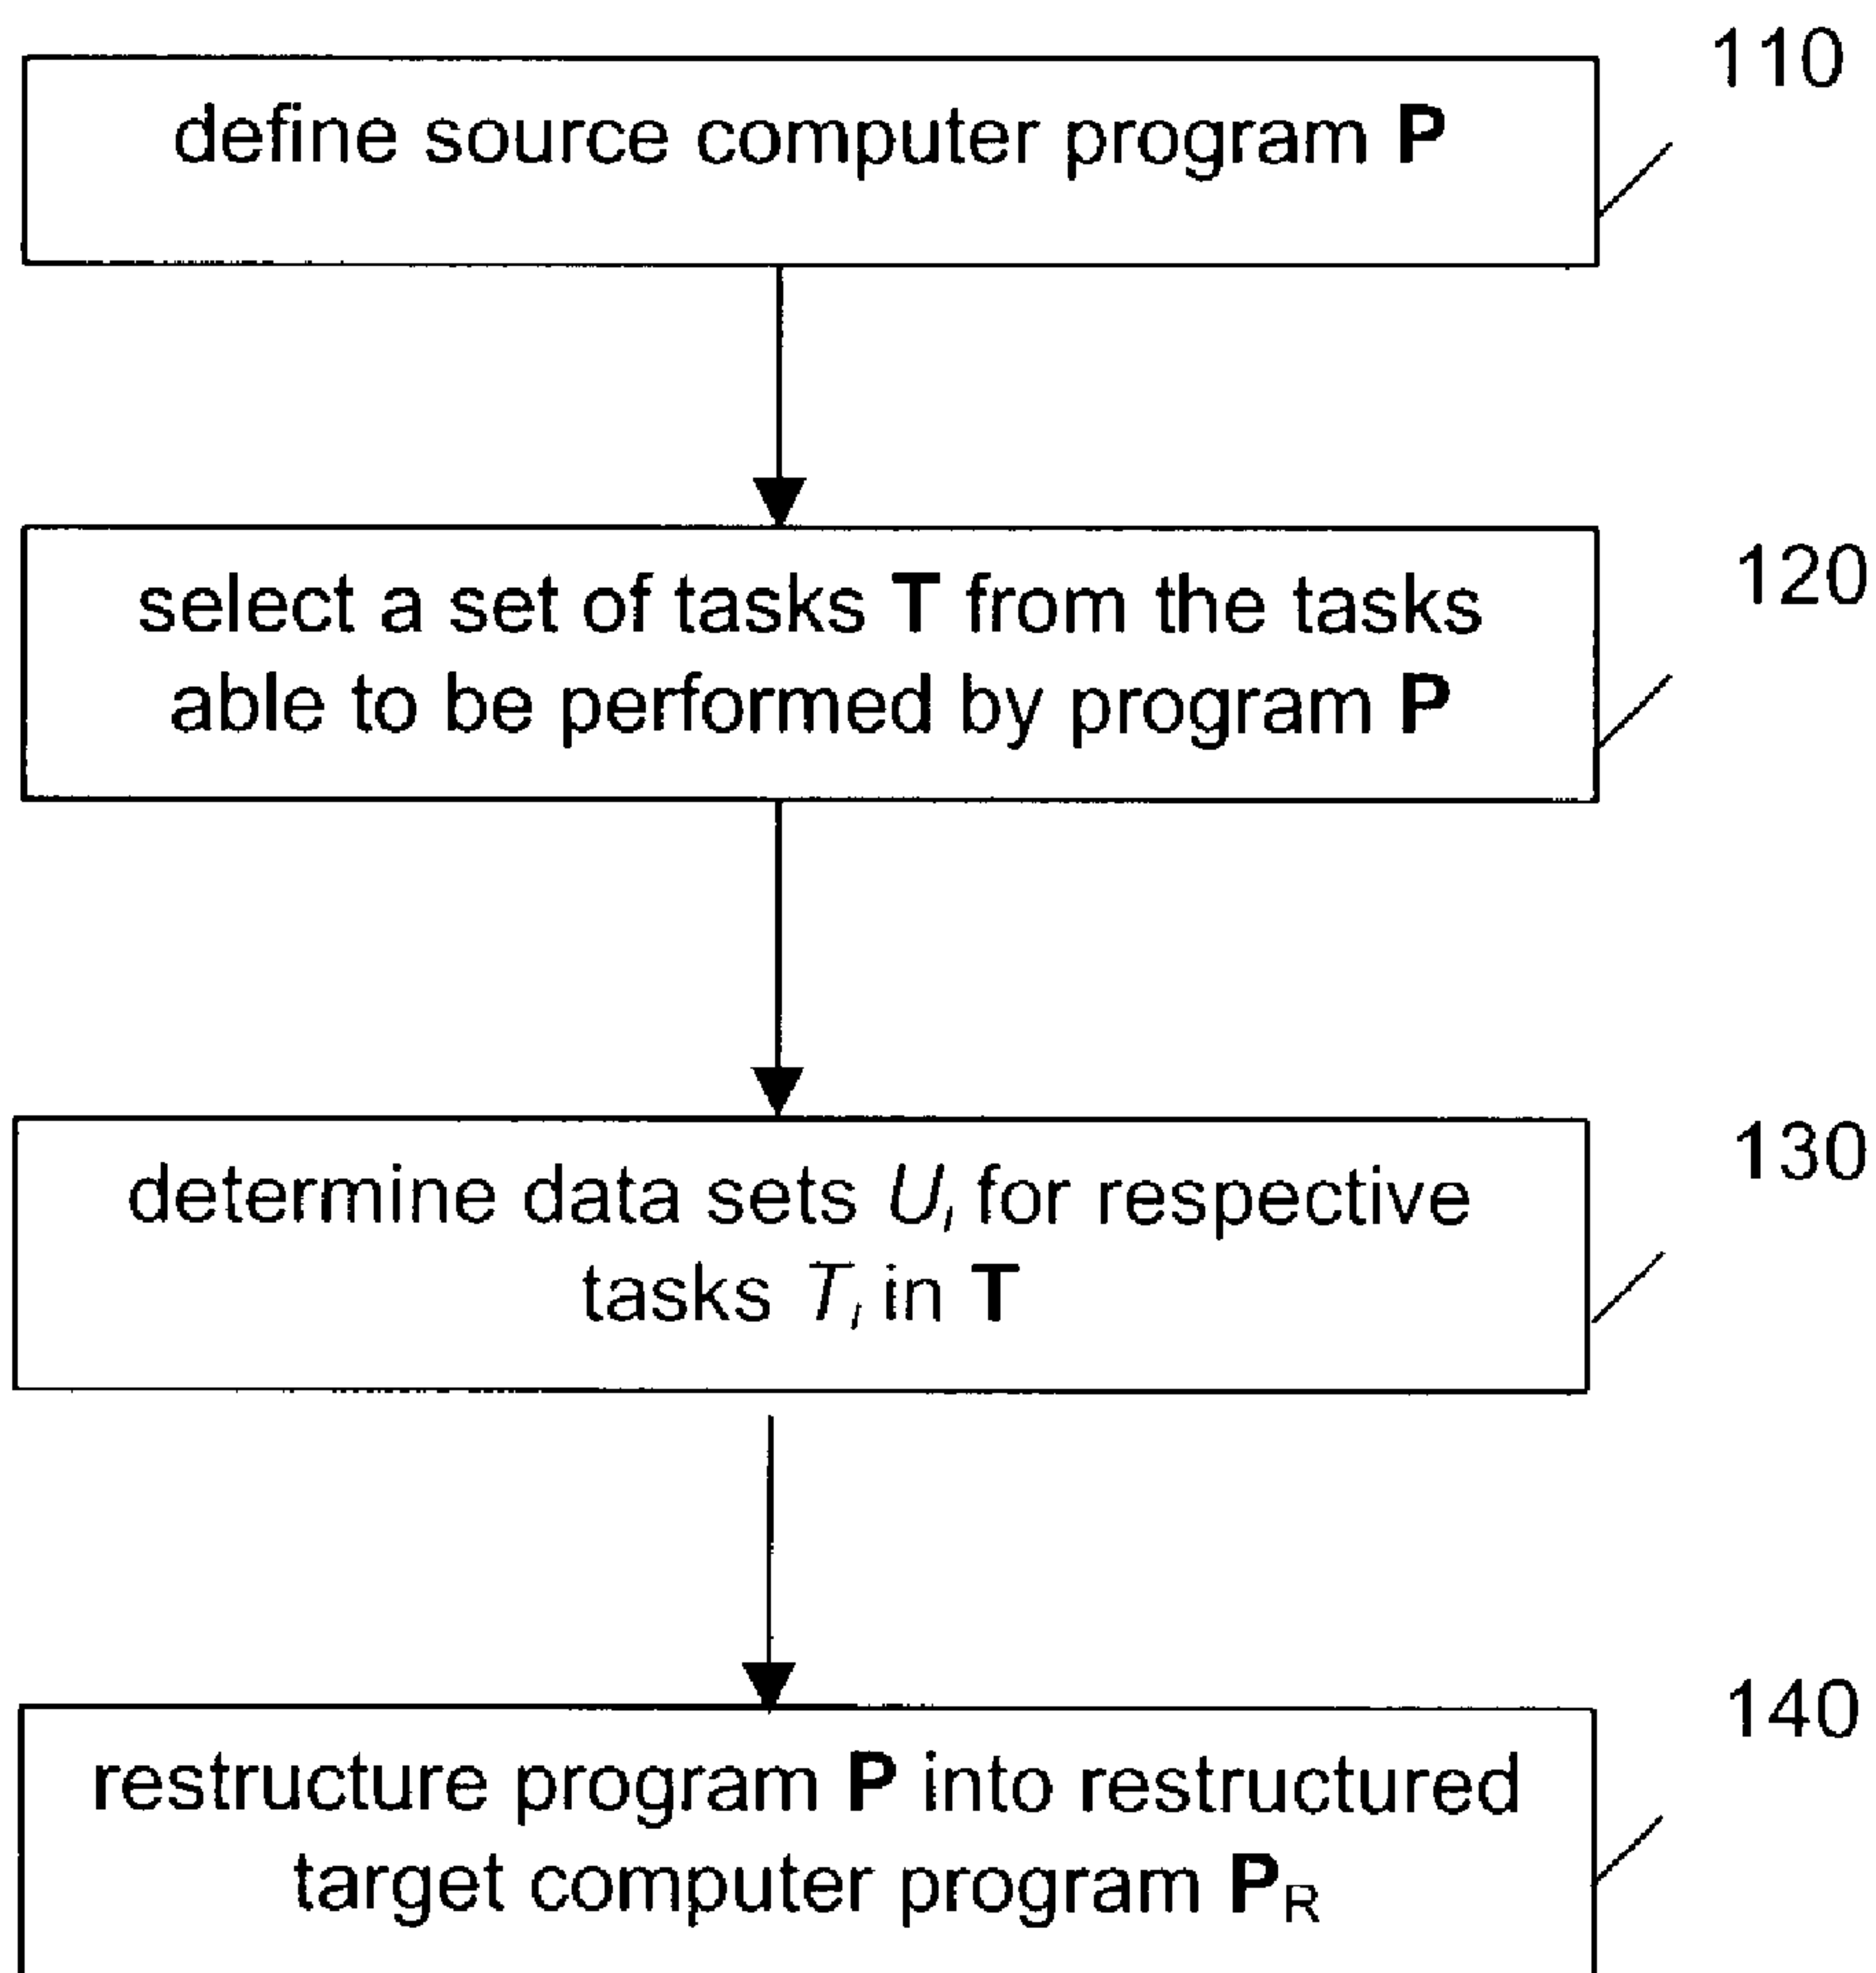 110
define source computer program P
120
select a set of tasks T from the tasks
able to be performed by program P
130
determine data sets Uᵢ for respective
tasks Tᵢ in T
140
restructure program P into restructured
target computer program P_R